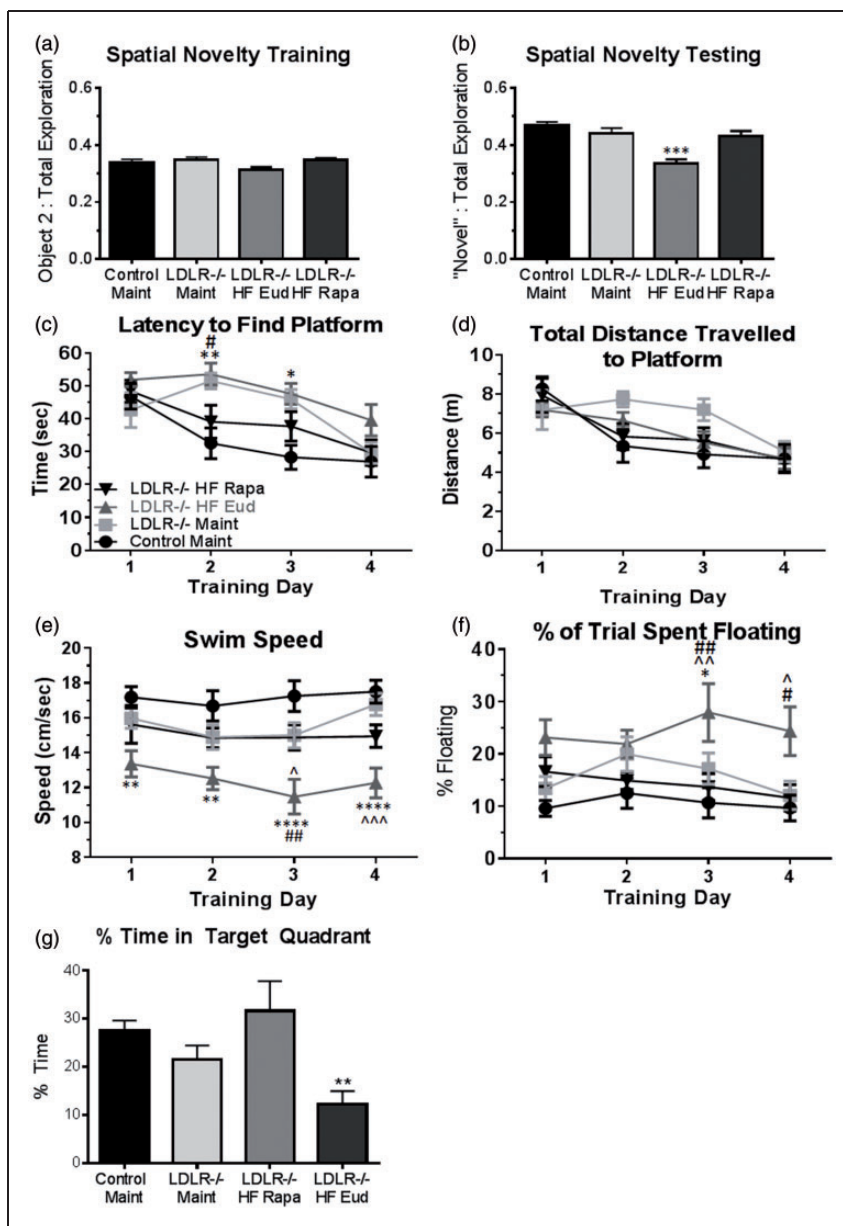 (a)
Spatial Novelty Training
Object 2 : Total Exploration
0.6
0.4
0.2
0.0
Control Maint
LDLR-/- Maint
LDLR-/- HF Eud
LDLR-/- HF Rapa
(b)
Spatial Novelty Testing
"Novel" : Total Exploration
0.6
0.4
0.2
0.0
***
Control Maint
LDLR-/- Maint
LDLR-/- HF Eud
LDLR-/- HF Rapa
(c)
Latency to Find Platform
Time (sec)
60
50
40
30
20
10
0
#
**
*
LDLR-/- HF Rapa
LDLR-/- HF Eud
LDLR-/- Maint
Control Maint
1 2 3 4
Training Day
(d)
Total Distance Travelled
to Platform
Distance (m)
10
8
6
4
2
0
1 2 3 4
Training Day
(e)
Swim Speed
Speed (cm/sec)
18
16
14
12
10
8
**
**
^
****
##
****
^^^
1 2 3 4
Training Day
(f)
% of Trial Spent Floating
% Floating
40
30
20
10
0
##
^^
*
^
#
1 2 3 4
Training Day
(g)
% Time in Target Quadrant
% Time
40
30
20
10
0
**
Control Maint
LDLR-/- Maint
LDLR-/- HF Rapa
LDLR-/- HF Eud